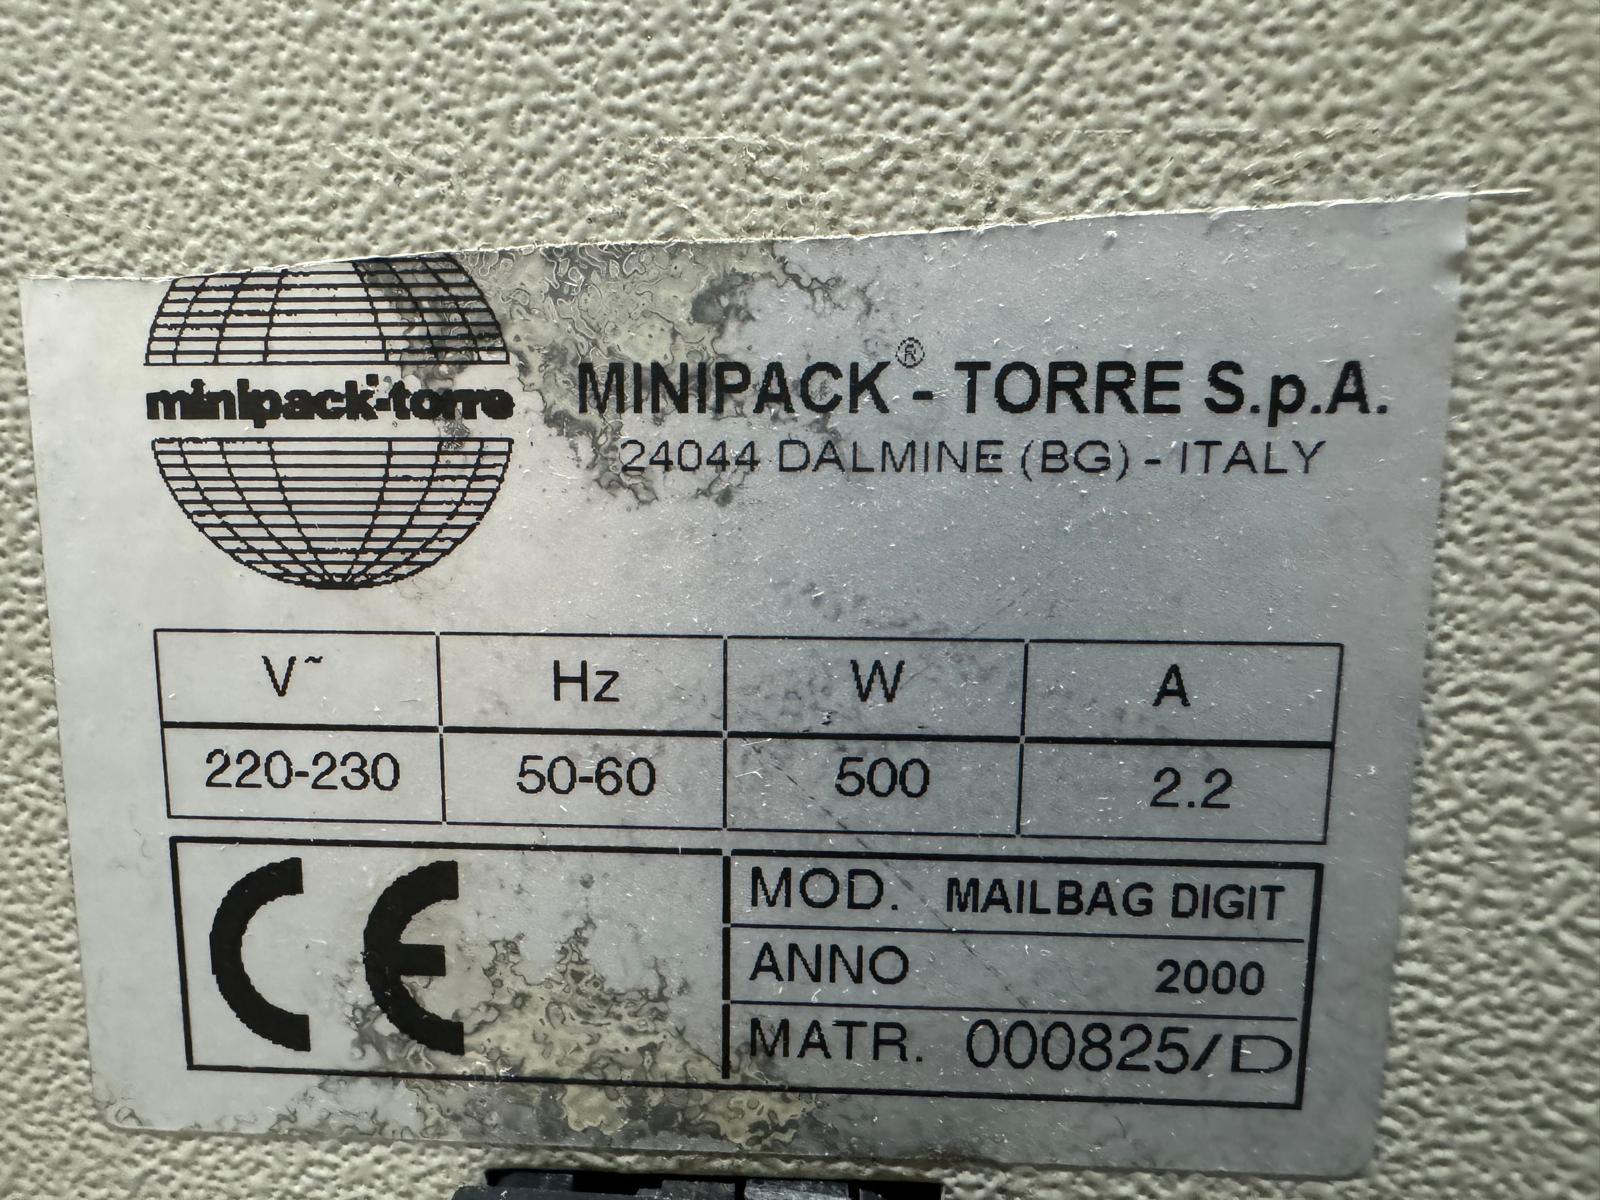 minipack-torre
MINIPACK® - TORRE S.p.A.
24044 DALMINE (BG) - ITALY
V~ Hz W A
220-230 50-60 500 2.2
CE
MOD. MAILBAG DIGIT
ANNO 2000
MATR. 000825/D